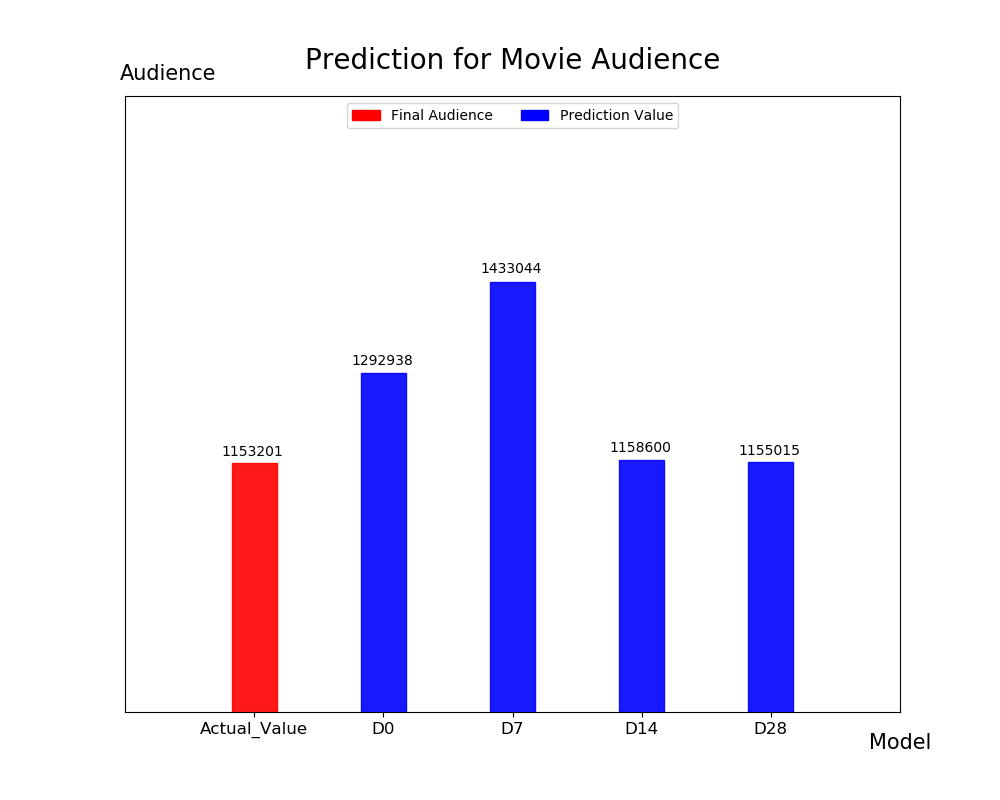 Prediction for Movie Audience
Audience
Final Audience
Prediction Value
1433044
1292938
1153201
1158600
1155015
Actual_Value
D0
D7
D14
D28
Model